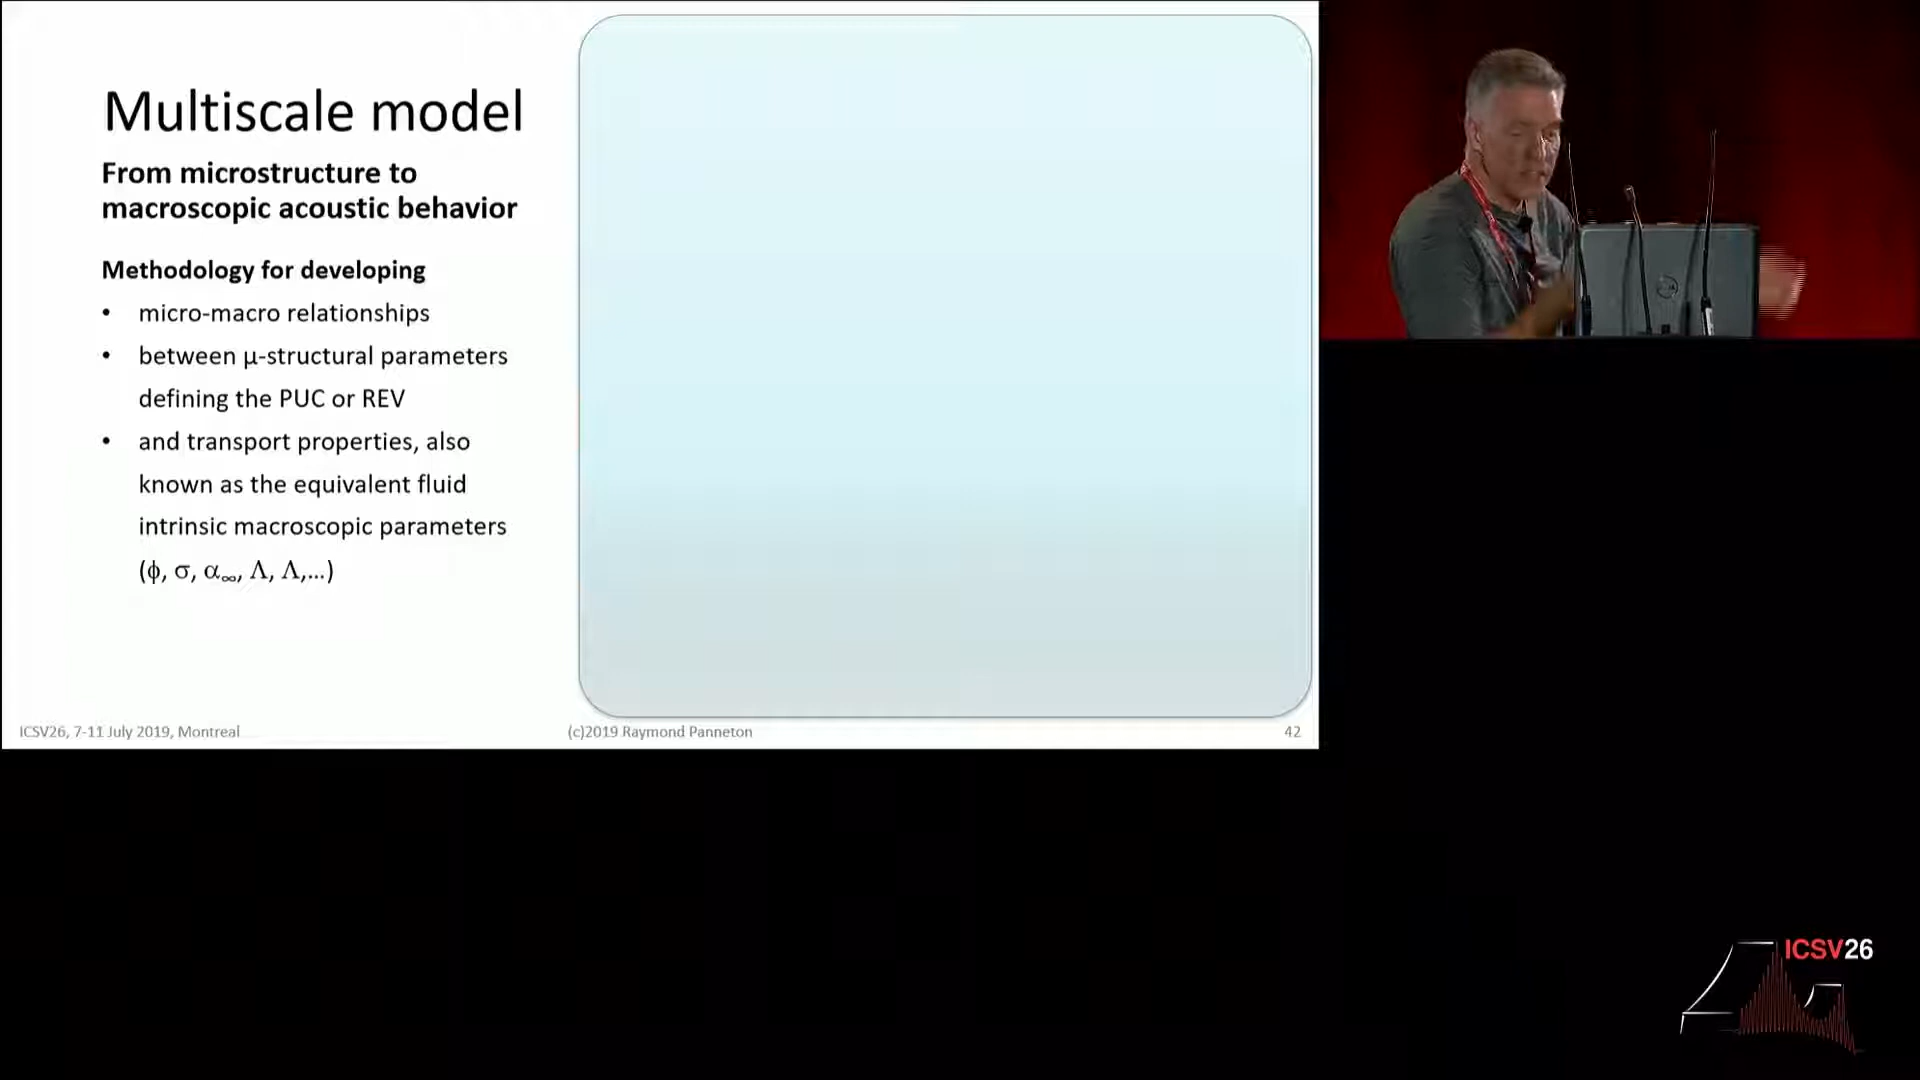 Multiscale model
From microstructure to
macroscopic acoustic behavior
Methodology for developing
• micro-macro relationships
• between μ-structural parameters
defining the PUC or REV
• and transport properties, also
known as the equivalent fluid
intrinsic macroscopic parameters
(ϕ, σ, α∞, Λ, Λ,...)
ICSV26, 7-11 July 2019, Montreal
(c)2019 Raymond Panneton
42
ICSV26